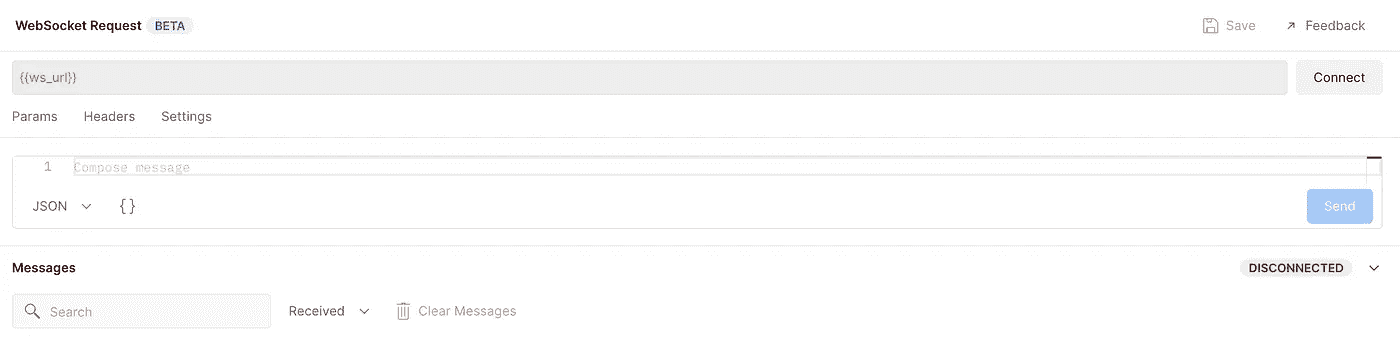 WebSocket Request BETA Save Feedback
{{ws_url}} Connect
Params Headers Settings
1 Compose message
JSON {} Send
Messages DISCONNECTED
Search Received Clear Messages